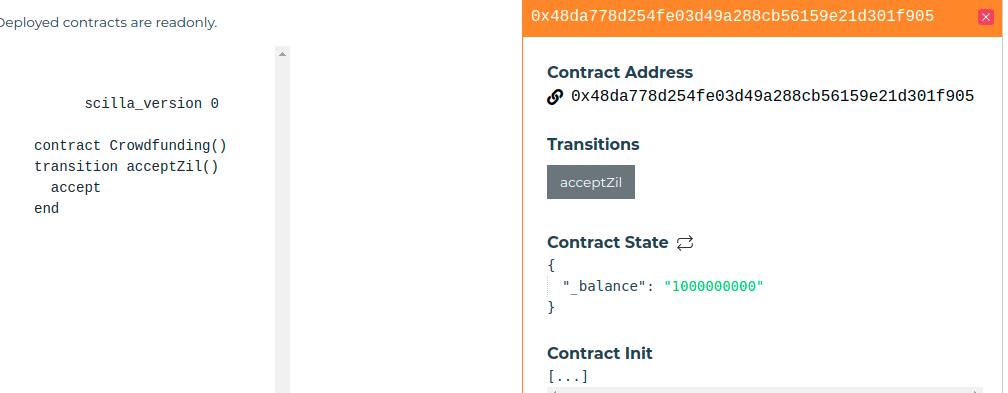 Deployed contracts are readonly.
scilla_version 0
contract Crowdfunding()
transition acceptZil()
accept
end
0x48da778d254fe03d49a288cb56159e21d301f905
Contract Address
0x48da778d254fe03d49a288cb56159e21d301f905
Transitions
acceptZil
Contract State
{
"_balance": "1000000000"
}
Contract Init
[...]